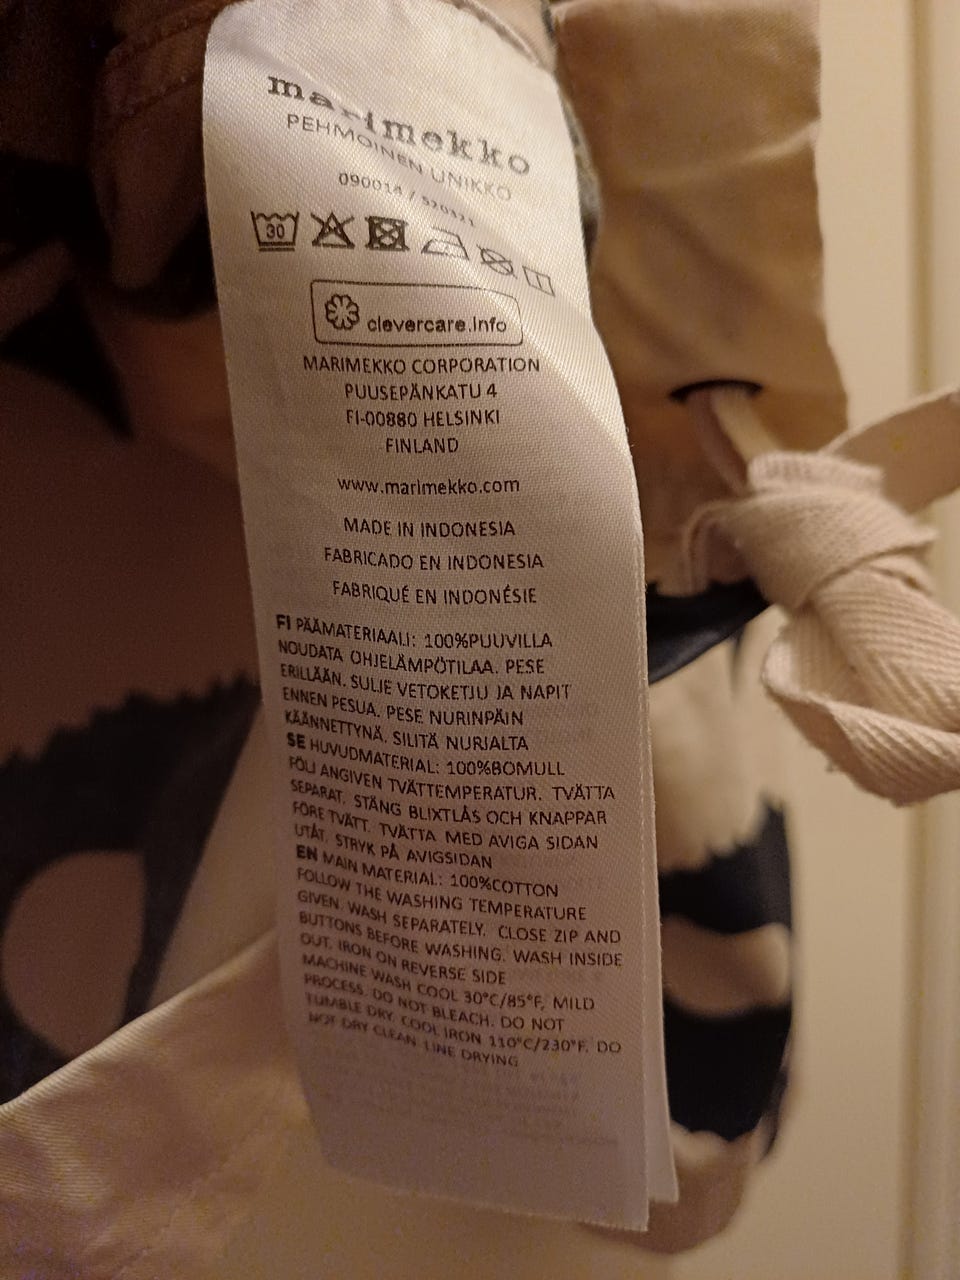 marimekko
PEHMOINEN UNIKKO
090014 / 520321
30
clevercare.info
MARIMEKKO CORPORATION
PUUSEPÄNKATU 4
FI-00880 HELSINKI
FINLAND
www.marimekko.com
MADE IN INDONESIA
FABRICADO EN INDONESIA
FABRIQUÉ EN INDONÉSIE
FI PÄÄMATERIAALI: 100%PUUVILLA
NOUDATA OHJELÄMPÖTILAA. PESE
ERILLÄÄN. SULJE VETOKETJU JA NAPIT
ENNEN PESUA. PESE NURINPÄIN
KÄÄNNETTYNÄ. SILITÄ NURJALTA
SE HUVUDMATERIAL: 100%BOMULL
FÖLJ ANGIVEN TVÄTTEMPERATUR. TVÄTTA
SEPARAT. STÄNG BLIXTLÅS OCH KNAPPAR
FÖRE TVÄTT. TVÄTTA MED AVIGA SIDAN
UTÅT. STRYK PÅ AVIGSIDAN
EN MAIN MATERIAL: 100%COTTON
FOLLOW THE WASHING TEMPERATURE
GIVEN. WASH SEPARATELY. CLOSE ZIP AND
BUTTONS BEFORE WASHING. WASH INSIDE
OUT. IRON ON REVERSE SIDE
MACHINE WASH COOL 30°C/85°F, MILD
PROCESS. DO NOT BLEACH. DO NOT
TUMBLE DRY. COOL IRON 110°C/230°F. DO
NOT DRY CLEAN. LINE DRYING